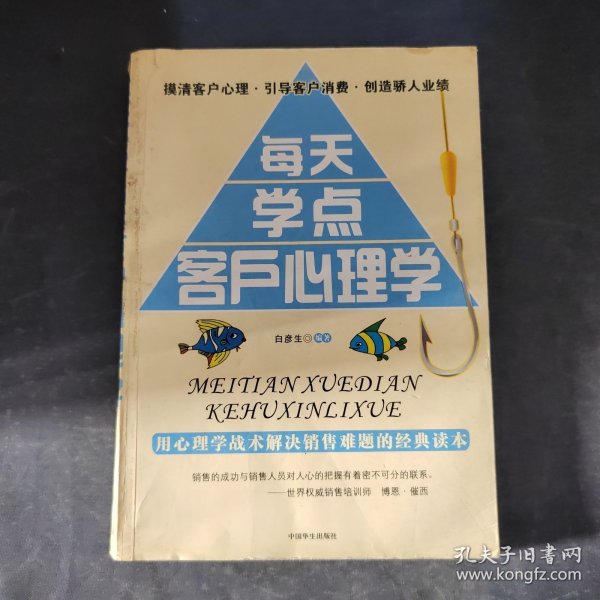 摸清客户心理·引导客户消费·创造骄人业绩
每天
学点
客户心理学
白彦生◎编著
MEITIAN XUEDIAN
KEHUXINLIXUE
用心理学战术解决销售难题的经典读本
销售的成功与销售人员对人心的把握有着密不可分的联系。
——世界权威销售培训师 博恩·崔西
中国华生出版社
孔夫子旧书网
www.kongfz.com